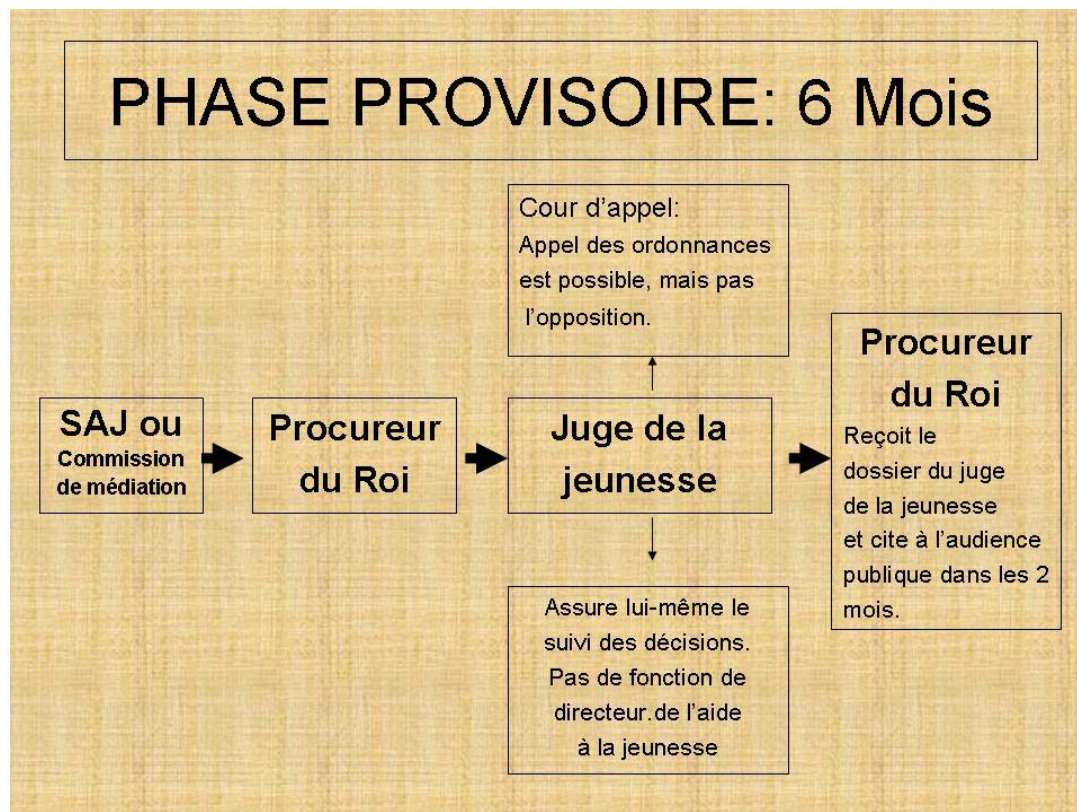 PHASE PROVISOIRE: 6 Mois
Cour d'appel:
Appel des ordonnances
est possible, mais pas
l'opposition.
SAJ ou
Commission
de médiation
Procureur
du Roi
Juge de la
jeunesse
Procureur
du Roi
Reçoit le
dossier du juge
de la jeunesse
et cite à l'audience
publique dans les 2
mois.
Assure lui-même le
suivi des décisions.
Pas de fonction de
directeur.de l'aide
à la jeunesse